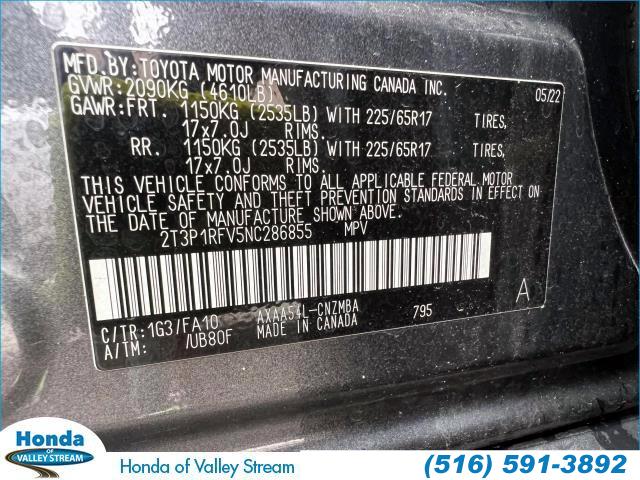 MFD. BY: TOYOTA MOTOR MANUFACTURING CANADA INC.
GVWR: 2090KG (4610LB) 05/22
GAWR: FRT. 1150KG (2535LB) WITH 225/65R17 TIRES,
17x7.0J RIMS.
RR. 1150KG (2535LB) WITH 225/65R17 TIRES,
17x7.0J RIMS.
THIS VEHICLE CONFORMS TO ALL APPLICABLE FEDERAL MOTOR
VEHICLE SAFETY AND THEFT PREVENTION STANDARDS IN EFFECT ON
THE DATE OF MANUFACTURE SHOWN ABOVE.
2T3P1RFV5NC286855 MPV
A
C/TR: 1G3/FA10 AXAA54L-CNZMBA 795
A/TM: /UB80F MADE IN CANADA
Honda
OF
VALLEY STREAM
Honda of Valley Stream
(516) 591-3892